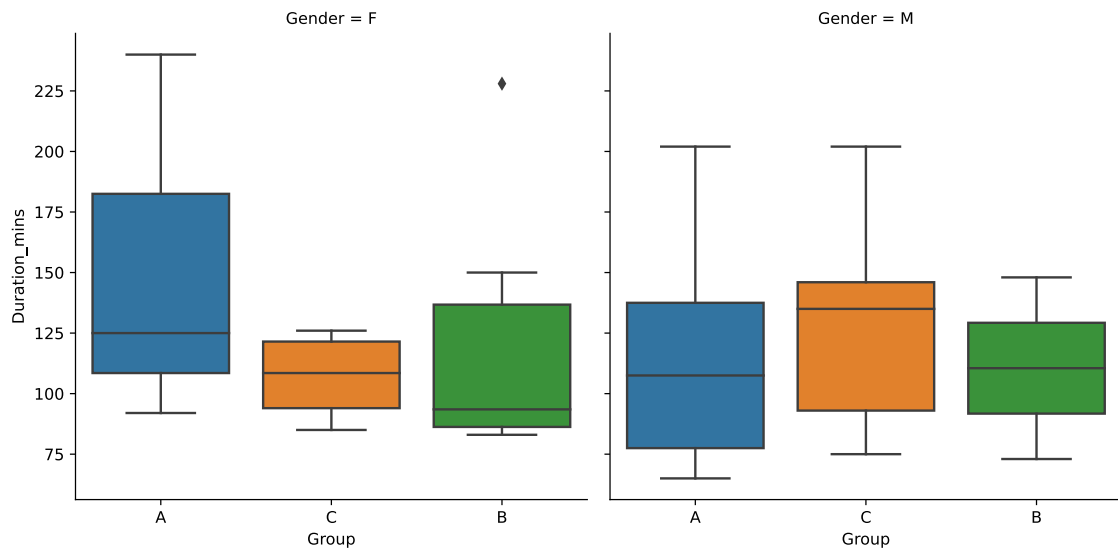 Gender = F
Gender = M
Duration_mins
225
200
175
150
125
100
75
A C B
Group
A C B
Group